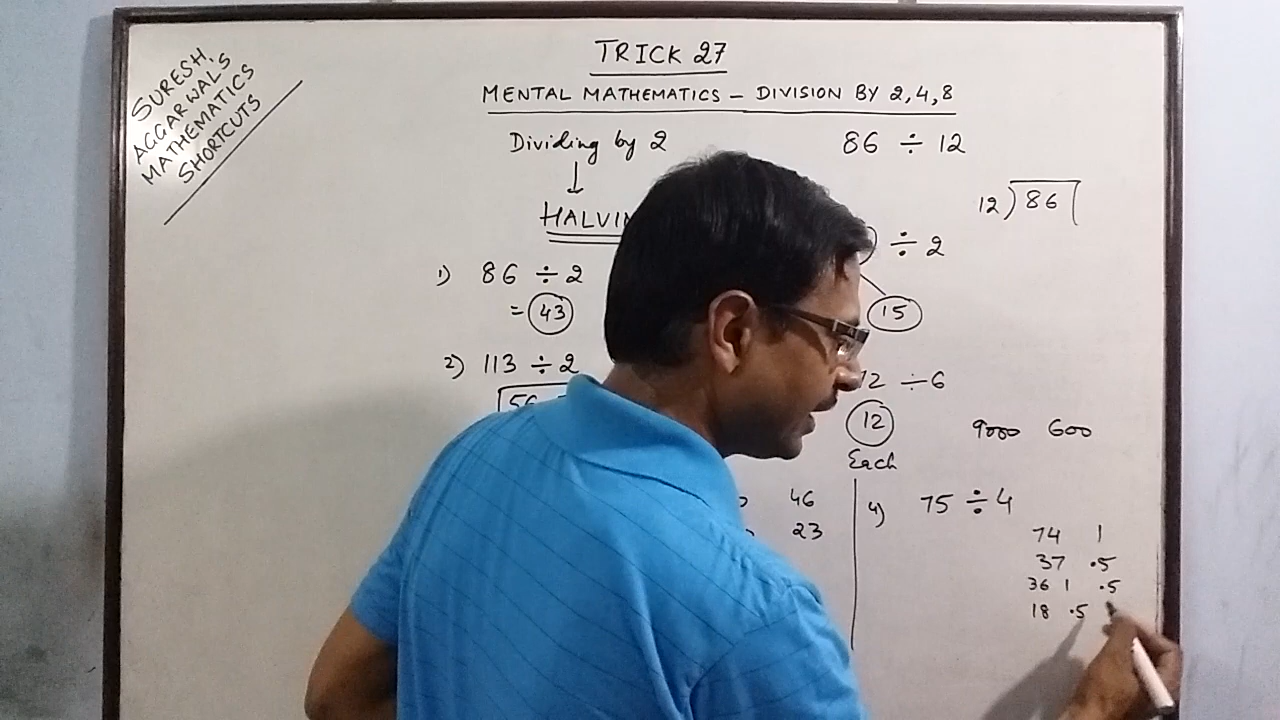 SURESH.
AGGARWAL'S
MATHEMATICS
SHORTCUTS
TRICK 27
MENTAL MATHEMATICS – DIVISION BY 2, 4, 8
Dividing by 2
↓
1) 86 ÷ 2
= 43
2) 113 ÷ 2
46
23
86 ÷ 12
12 ) 86
÷ 2
15
÷ 6
12
Each
9000 600
4) 75 ÷ 4
74 1
37 .5
36 1 .5
18 .5